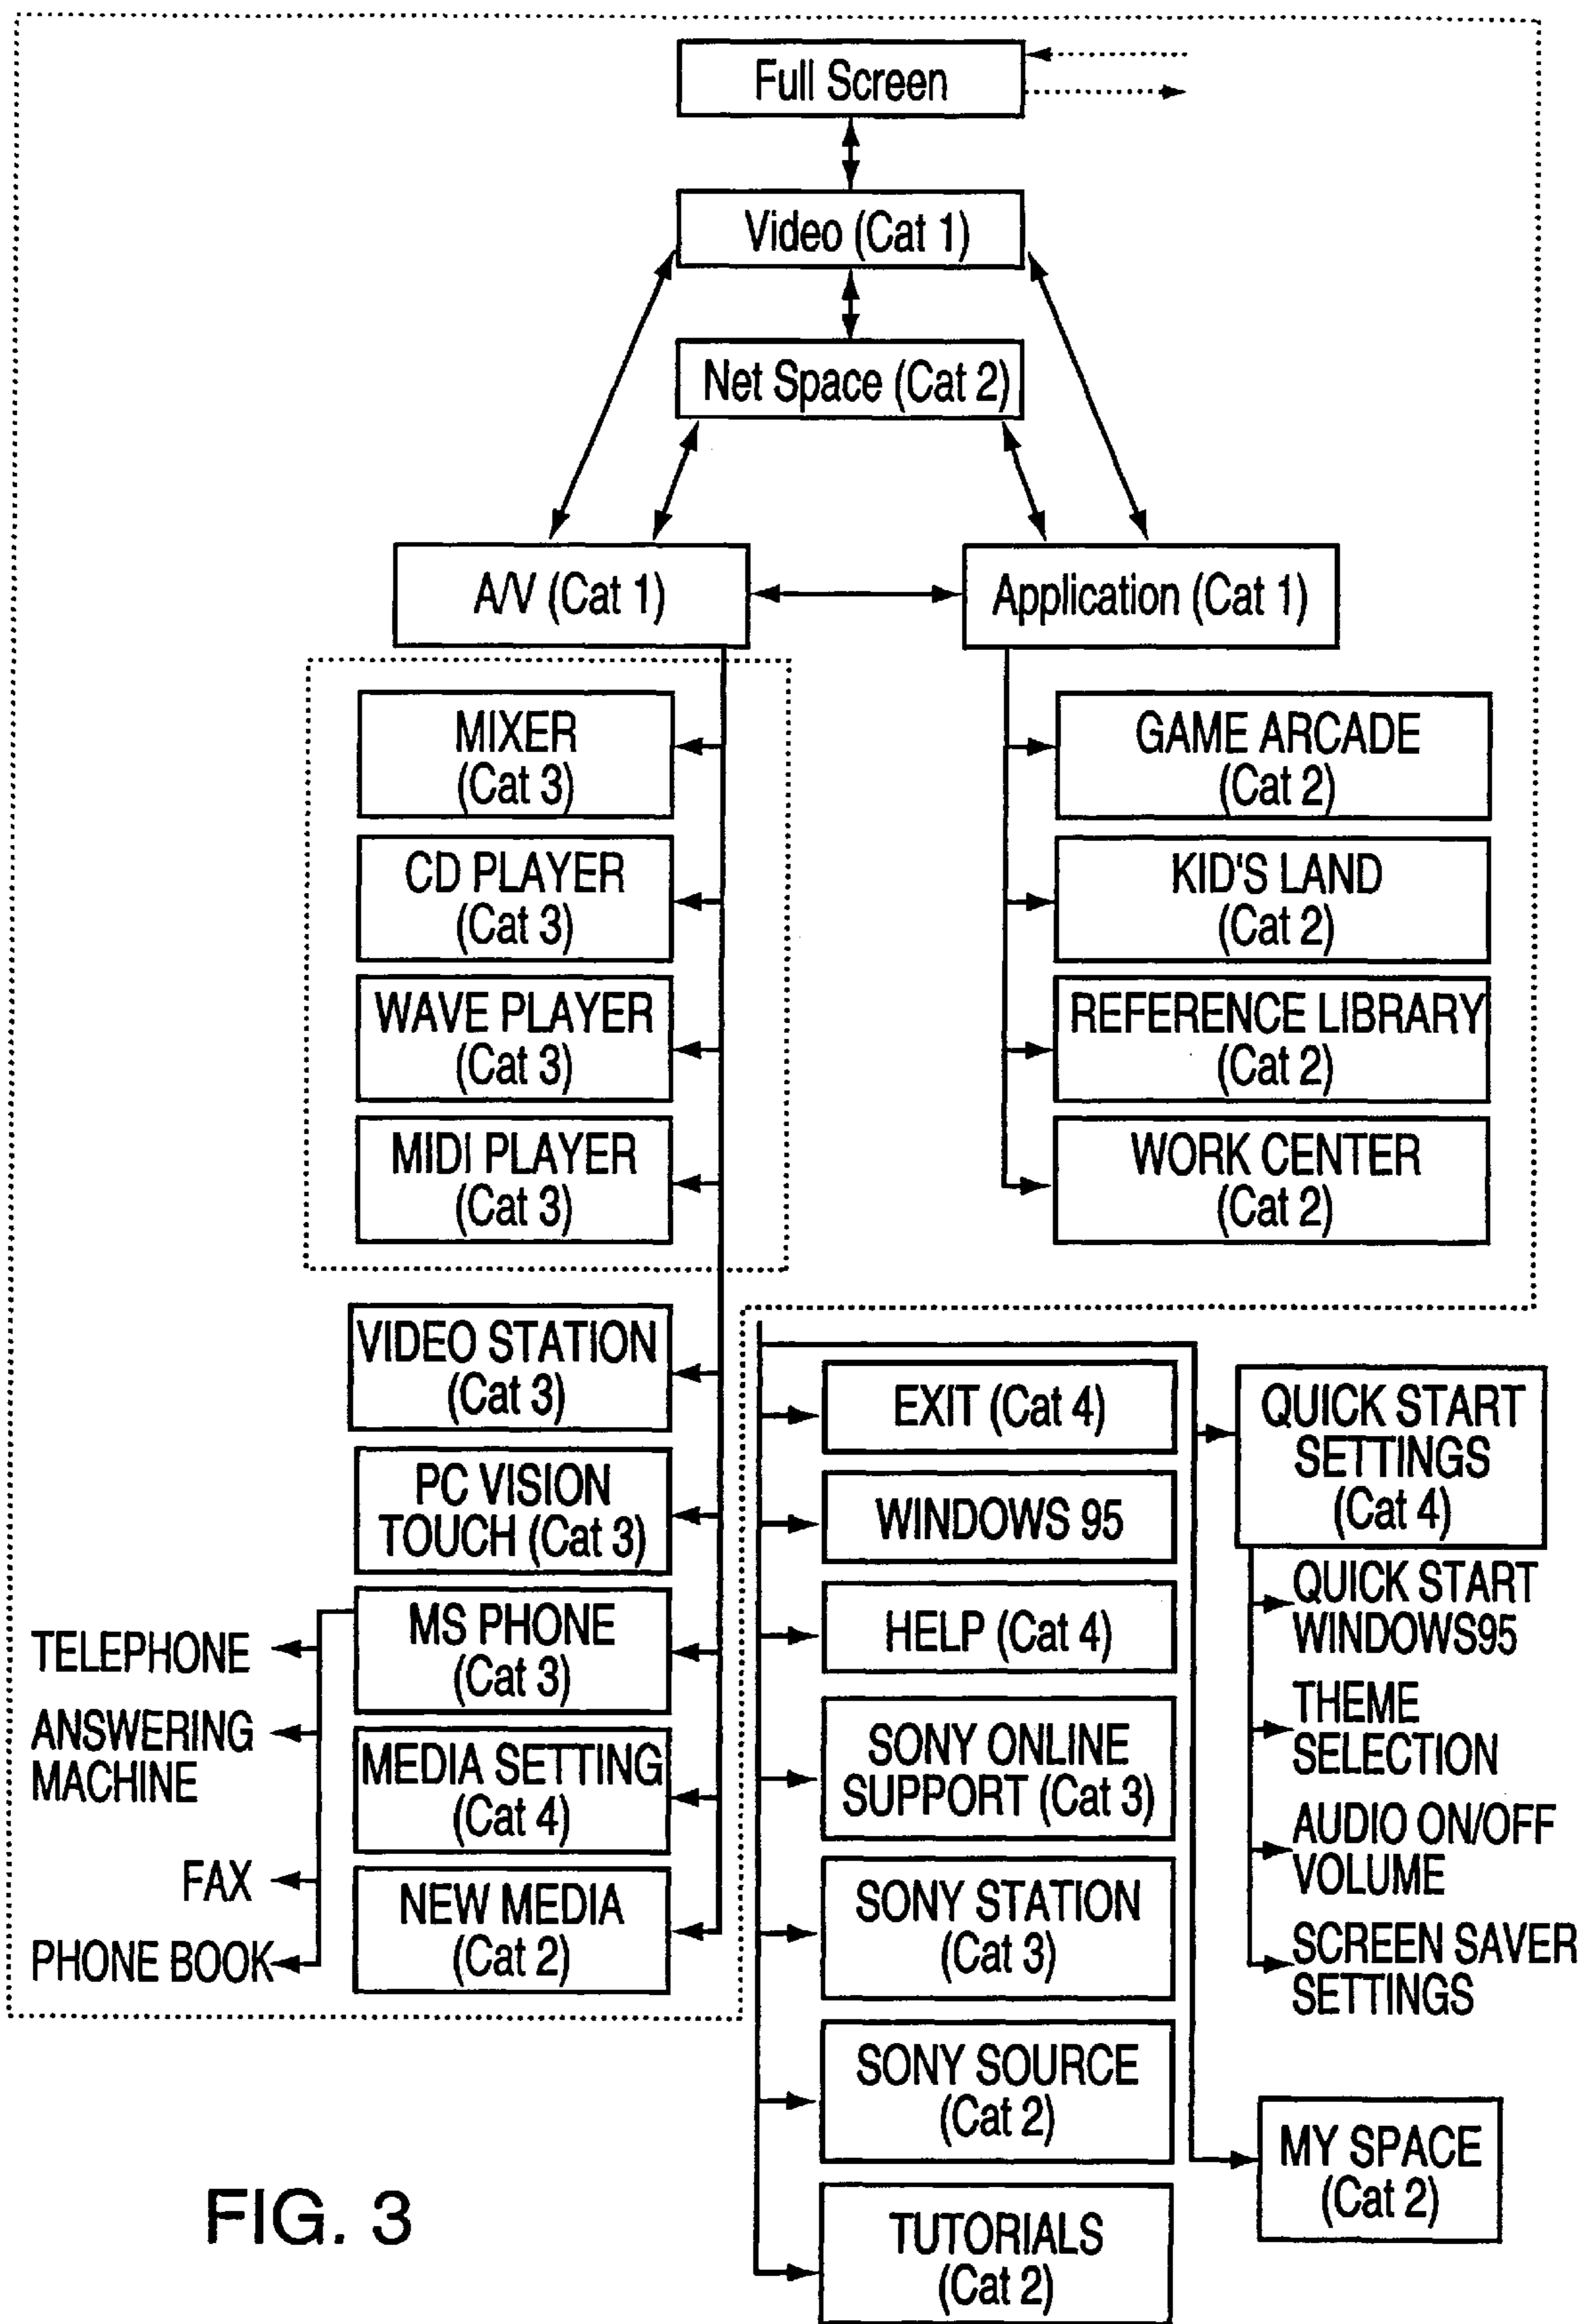 Full Screen
Video (Cat 1)
Net Space (Cat 2)
A/V (Cat 1)
Application (Cat 1)
MIXER
(Cat 3)
CD PLAYER
(Cat 3)
WAVE PLAYER
(Cat 3)
MIDI PLAYER
(Cat 3)
GAME ARCADE
(Cat 2)
KID'S LAND
(Cat 2)
REFERENCE LIBRARY
(Cat 2)
WORK CENTER
(Cat 2)
VIDEO STATION
(Cat 3)
PC VISION
TOUCH (Cat 3)
MS PHONE
(Cat 3)
TELEPHONE
ANSWERING
MACHINE
FAX
PHONE BOOK
MEDIA SETTING
(Cat 4)
NEW MEDIA
(Cat 2)
EXIT (Cat 4)
WINDOWS 95
HELP (Cat 4)
SONY ONLINE
SUPPORT (Cat 3)
SONY STATION
(Cat 3)
SONY SOURCE
(Cat 2)
TUTORIALS
(Cat 2)
QUICK START
SETTINGS
(Cat 4)
QUICK START
WINDOWS95
THEME
SELECTION
AUDIO ON/OFF
VOLUME
SCREEN SAVER
SETTINGS
MY SPACE
(Cat 2)
FIG. 3